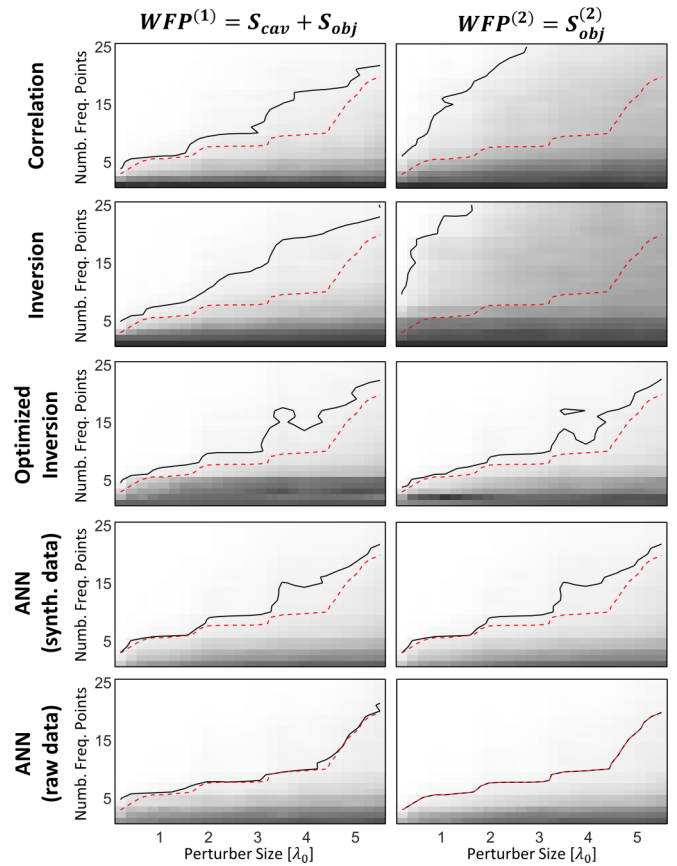 WFP^(1) = S_cav + S_obj
WFP^(2) = S_obj^(2)
Correlation
Numb. Freq. Points
25
15
5
Inversion
Numb. Freq. Points
25
15
5
Optimized
Inversion
Numb. Freq. Points
25
15
5
ANN
(synth. data)
Numb. Freq. Points
25
15
5
ANN
(raw data)
Numb. Freq. Points
25
15
5
1 2 3 4 5
1 2 3 4 5
Perturber Size [λ₀]
Perturber Size [λ₀]